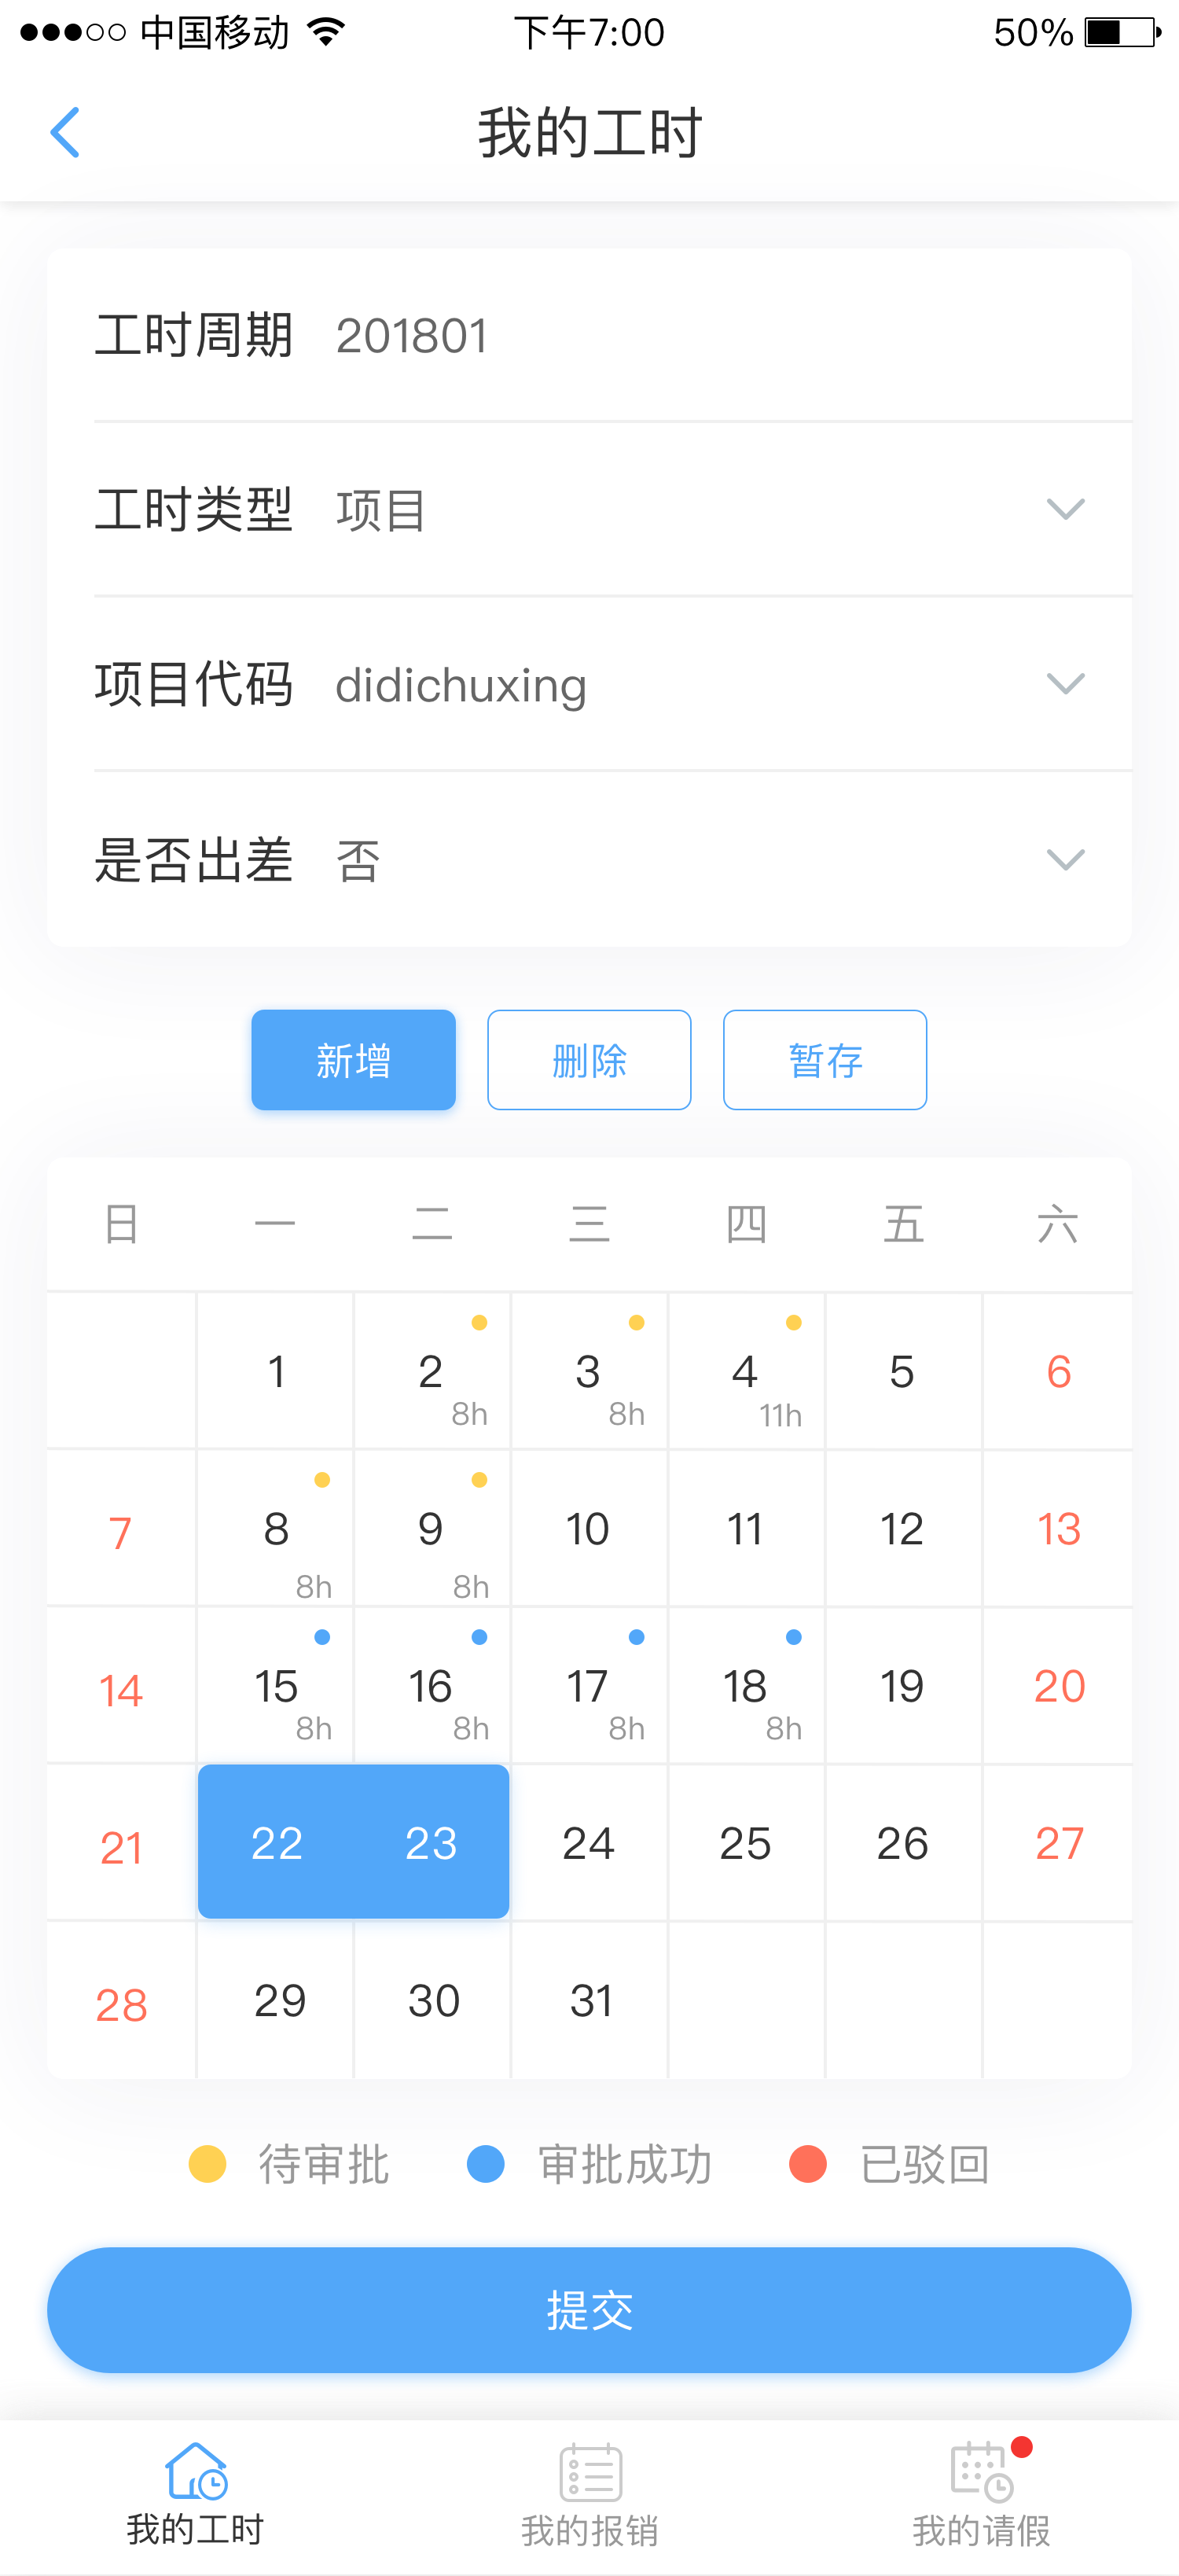 中国移动 下午7:00 50%
我的工时
工时周期 201801
工时类型 项目
项目代码 didichuxing
是否出差 否
新增 删除 暂存
日 一 二 三 四 五 六
1 2 3 4 5 6
8h 8h 11h
7 8 9 10 11 12 13
8h 8h
14 15 16 17 18 19 20
8h 8h 8h 8h
21 22 23 24 25 26 27
28 29 30 31
待审批 审批成功 已驳回
提交
我的工时 我的报销 我的请假